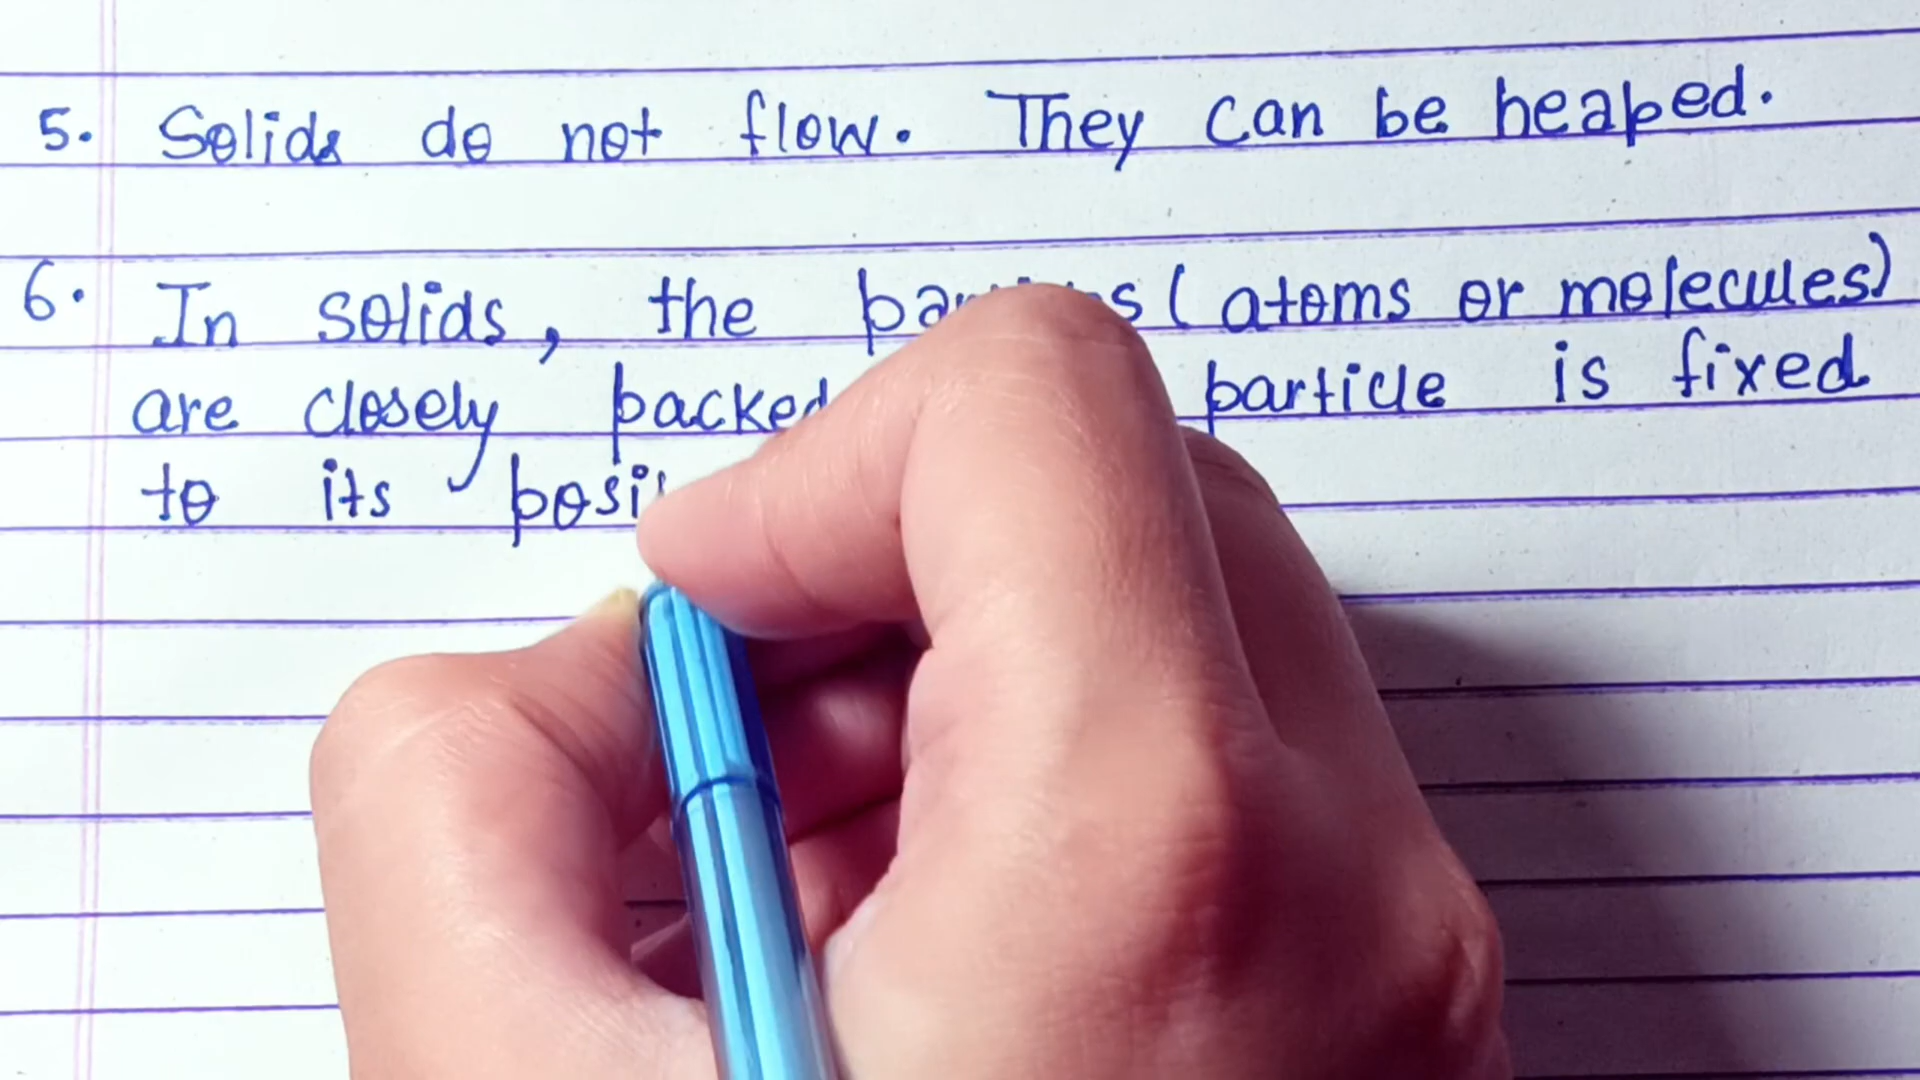 5. Solids do not flow. They can be heaped.
6. In solids, the (atoms or molecules)
are closely packed particle is fixed
to its